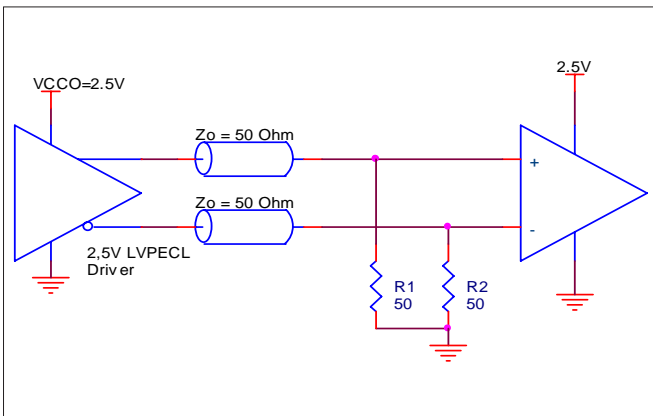 VCCO=2.5V
2.5V
Zo = 50 Ohm
+
Zo = 50 Ohm
-
2,5V LVPECL
Driver
R1
50
R2
50